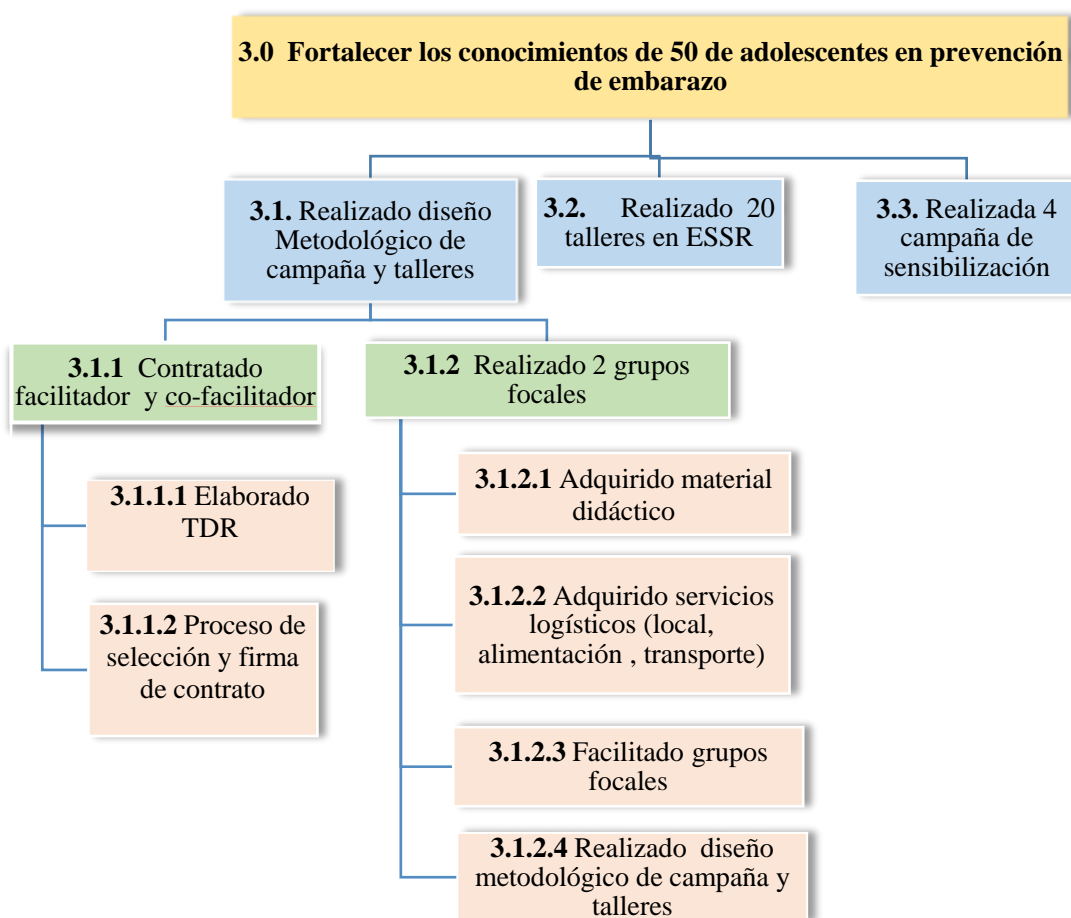 3.0 Fortalecer los conocimientos de 50 de adolescentes en prevención
de embarazo
3.1. Realizado diseño
Metodológico de
campaña y talleres
3.2. Realizado 20
talleres en ESSR
3.3. Realizada 4
campaña de
sensibilización
3.1.1 Contratado
facilitador y co-facilitador
3.1.2 Realizado 2 grupos
focales
3.1.1.1 Elaborado
TDR
3.1.1.2 Proceso de
selección y firma
de contrato
3.1.2.1 Adquirido material
didáctico
3.1.2.2 Adquirido servicios
logísticos (local,
alimentación , transporte)
3.1.2.3 Facilitado grupos
focales
3.1.2.4 Realizado diseño
metodológico de campaña y
talleres